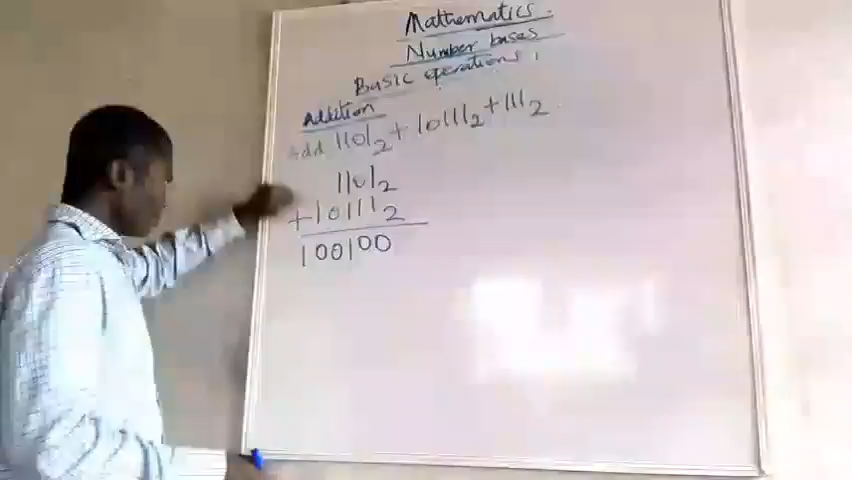 Mathematics.
Number bases
Basic operations.
Addition
Add 1101₂ + 10111₂ + 111₂
1101₂
+10111₂
100100